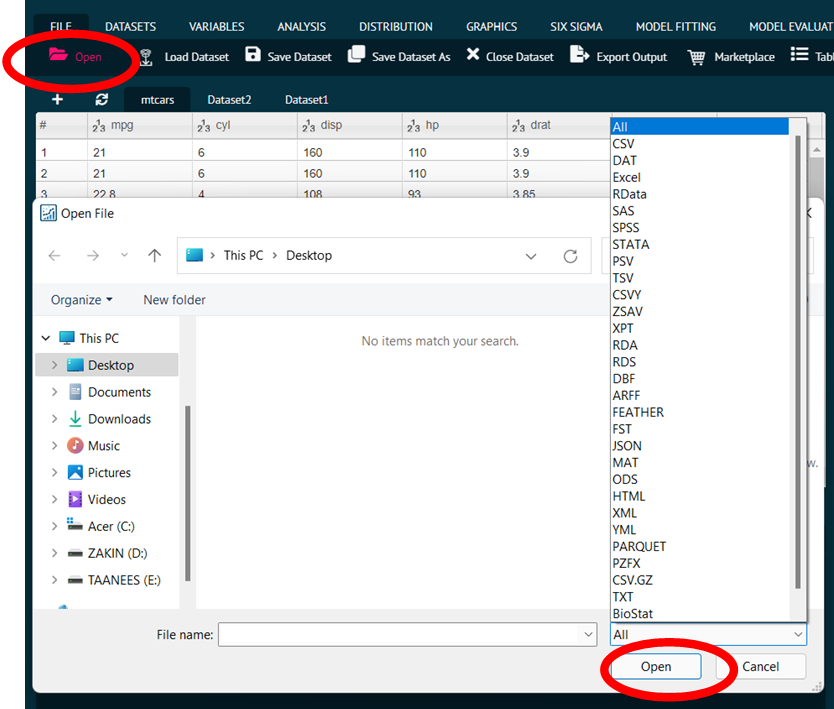 FILE DATASETS VARIABLES ANALYSIS DISTRIBUTION GRAPHICS SIX SIGMA MODEL FITTING MODEL EVALUAT
Open Load Dataset Save Dataset Save Dataset As Close Dataset Export Output Marketplace Tabl
+ mtcars Dataset2 Dataset1
# mpg cyl disp hp drat
1 21 6 160 110 3.9
2 21 6 160 110 3.9
3 22.8 4 108 93 3.85
Open File
This PC > Desktop
Organize New folder
This PC
Desktop
Documents
Downloads
Music
Pictures
Videos
Acer (C:)
ZAKIN (D:)
TAANEES (E:)
No items match your search.
w.
All
CSV
DAT
Excel
RData
SAS
SPSS
STATA
PSV
TSV
CSVY
ZSAV
XPT
RDA
RDS
DBF
ARFF
FEATHER
FST
JSON
MAT
ODS
HTML
XML
YML
PARQUET
PZFX
CSV.GZ
TXT
BioStat
File name: All
Open Cancel